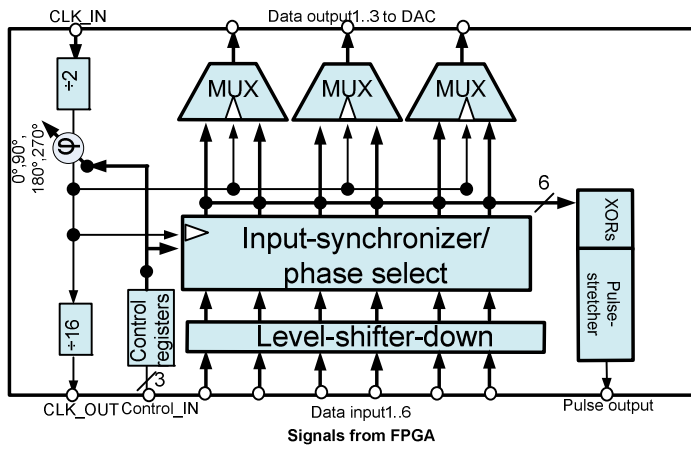 CLK_IN
Data output1..3 to DAC
÷2
MUX
MUX
MUX
φ
0°,90°,
180°,270°
6
XORs
Input-synchronizer/
phase select
Pulse-
stretcher
÷16
Control
registers
Level-shifter-down
3
CLK_OUT
Control_IN
Data input1..6
Pulse output
Signals from FPGA